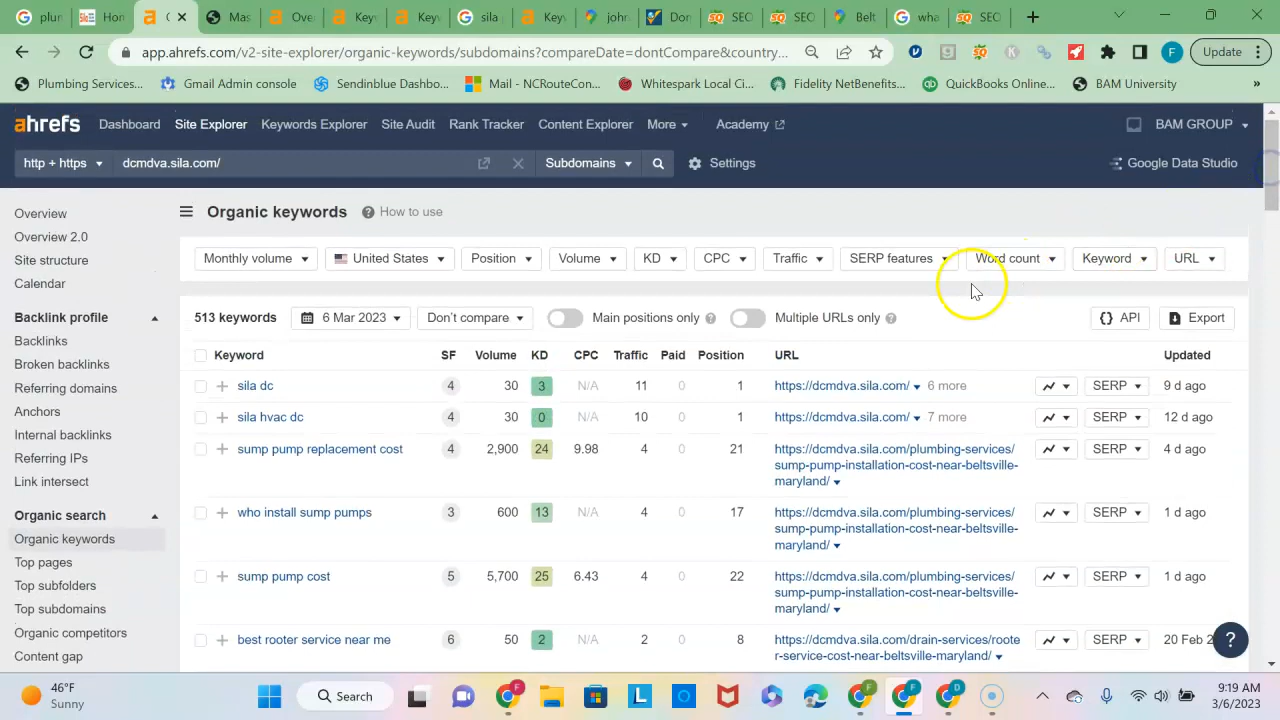 plur
Hon
C
Mas
Ove
Key
Key
sila
Key
john
Don
SEO
SEO
Belt
wha
SEO
app.ahrefs.com/v2-site-explorer/organic-keywords/subdomains?compareDate=dontCompare&country...
F
Update
Plumbing Services...
Gmail Admin console
Sendinblue Dashbo...
Mail - NCRouteCon...
Whitespark Local Ci...
Fidelity NetBenefits...
QuickBooks Online...
BAM University
»
ahrefs
Dashboard
Site Explorer
Keywords Explorer
Site Audit
Rank Tracker
Content Explorer
More
Academy
BAM GROUP
http + https
dcmdva.sila.com/
Subdomains
Settings
Google Data Studio
Overview
Overview 2.0
Site structure
Calendar
Backlink profile
Backlinks
Broken backlinks
Referring domains
Anchors
Internal backlinks
Referring IPs
Link intersect
Organic search
Organic keywords
Top pages
Top subfolders
Top subdomains
Organic competitors
Content gap
Organic keywords
How to use
Monthly volume
United States
Position
Volume
KD
CPC
Traffic
SERP features
Word count
Keyword
URL
513 keywords
6 Mar 2023
Don't compare
Main positions only
Multiple URLs only
API
Export
Keyword SF Volume KD CPC Traffic Paid Position URL Updated
sila dc 4 30 3 N/A 11 0 1 https://dcmdva.sila.com/ 6 more SERP 9 d ago
sila hvac dc 4 30 0 N/A 10 0 1 https://dcmdva.sila.com/ 7 more SERP 12 d ago
sump pump replacement cost 4 2,900 24 9.98 4 0 21 https://dcmdva.sila.com/plumbing-services/ SERP 4 d ago
sump-pump-installation-cost-near-beltsville-
maryland/
who install sump pumps 3 600 13 N/A 4 0 17 https://dcmdva.sila.com/plumbing-services/ SERP 1 d ago
sump-pump-installation-cost-near-beltsville-
maryland/
sump pump cost 5 5,700 25 6.43 4 0 22 https://dcmdva.sila.com/plumbing-services/ SERP 1 d ago
sump-pump-installation-cost-near-beltsville-
maryland/
best rooter service near me 6 50 2 N/A 2 0 8 https://dcmdva.sila.com/drain-services/roote SERP 20 Feb 2
r-service-cost-near-beltsville-maryland/
?
46°F
Sunny
Search
9:19 AM
3/6/2023